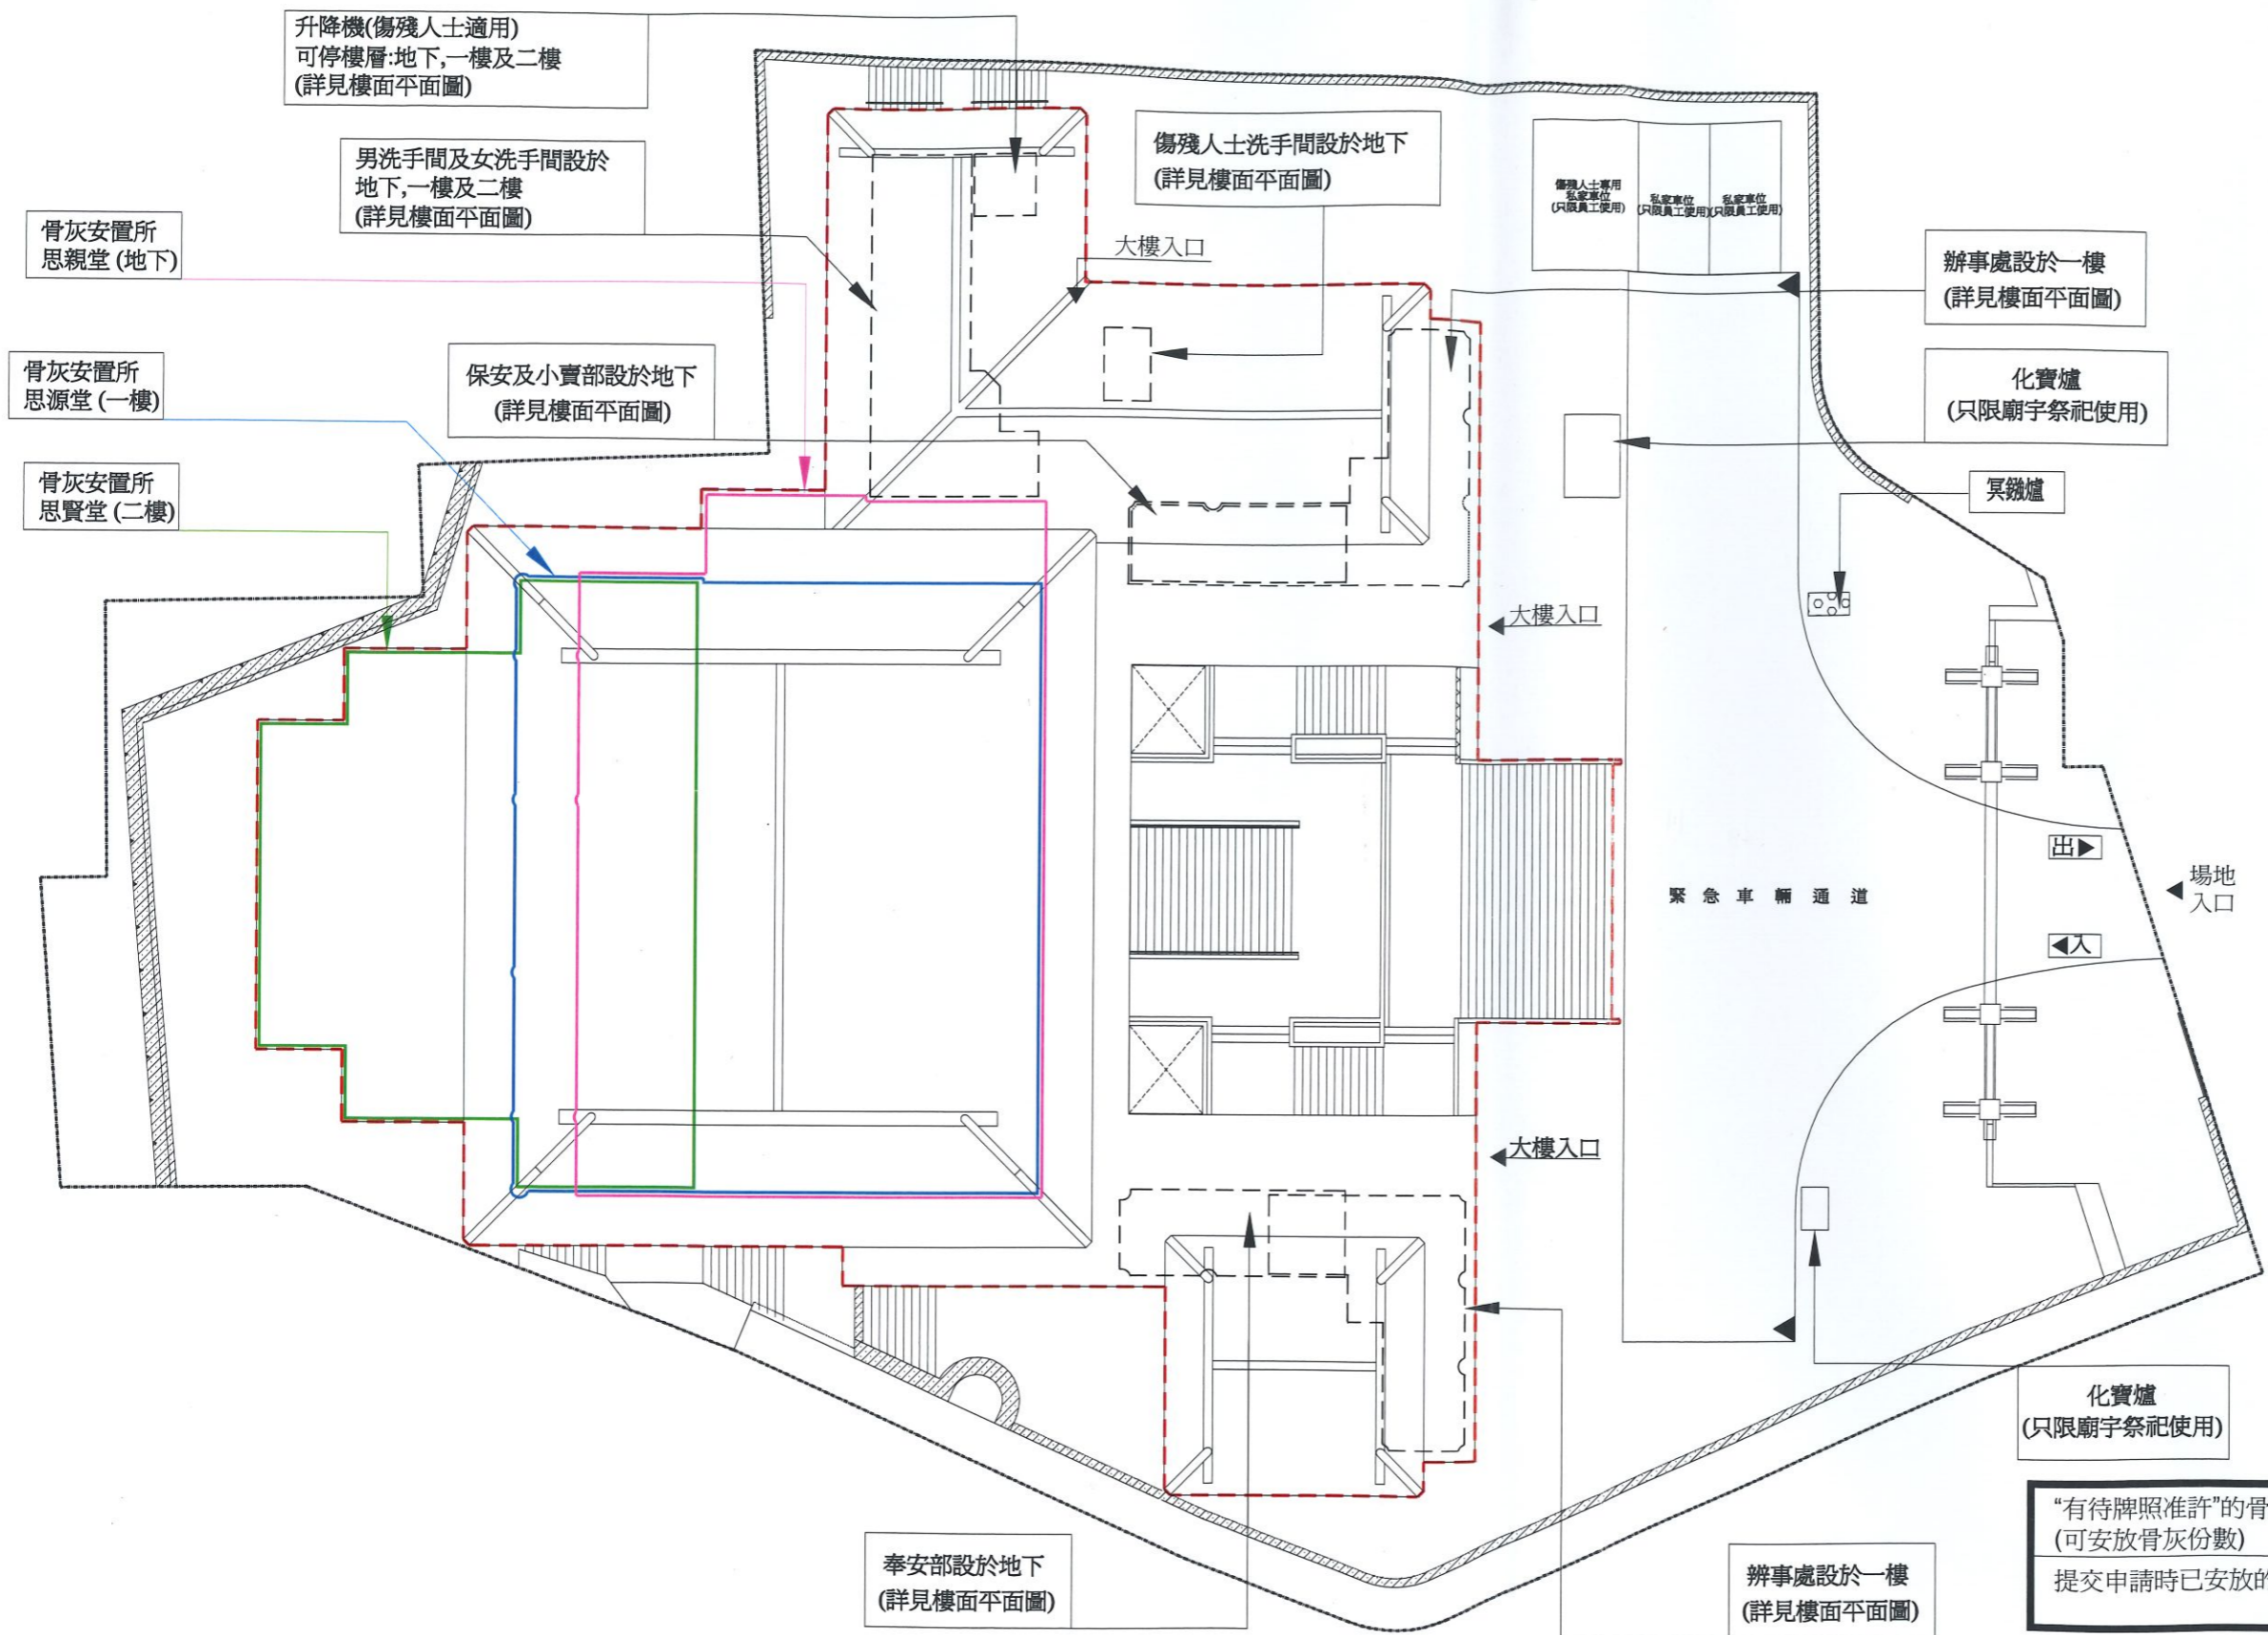 升降機(傷殘人士適用)
可停樓層:地下,一樓及二樓
(詳見樓面平面圖)
男洗手間及女洗手間設於
地下,一樓及二樓
(詳見樓面平面圖)
傷殘人士洗手間設於地下
(詳見樓面平面圖)
傷殘人士專用
私家車位
(只限員工使用)
私家車位
(只限員工使用)
私家車位
(只限員工使用)
骨灰安置所
思親堂 (地下)
大樓入口
辦事處設於一樓
(詳見樓面平面圖)
骨灰安置所
思源堂 (一樓)
保安及小賣部設於地下
(詳見樓面平面圖)
化寶爐
(只限廟宇祭祀使用)
骨灰安置所
思賢堂 (二樓)
冥鏹爐
大樓入口
出▶
◀場地
入口
緊急車輛通道
◀入
大樓入口
化寶爐
(只限廟宇祭祀使用)
奉安部設於地下
(詳見樓面平面圖)
辦事處設於一樓
(詳見樓面平面圖)
“有待牌照准許”的骨
(可安放骨灰份數)
提交申請時已安放的